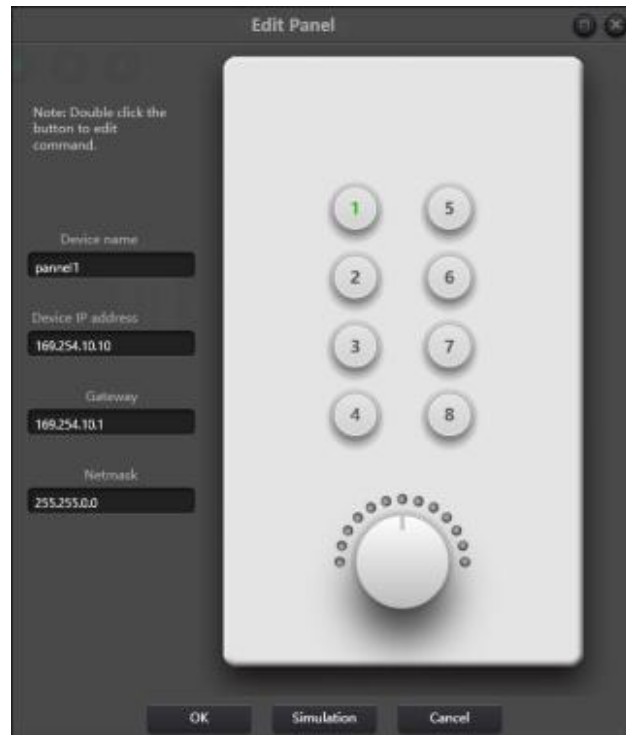 Edit Panel
Note: Double click the
button to edit
command.
Device name
pannel1
Device IP address
169.254.10.10
Gateway
169.254.10.1
Netmask
255.255.0.0
1
5
2
6
3
7
4
8
OK
Simulation
Cancel